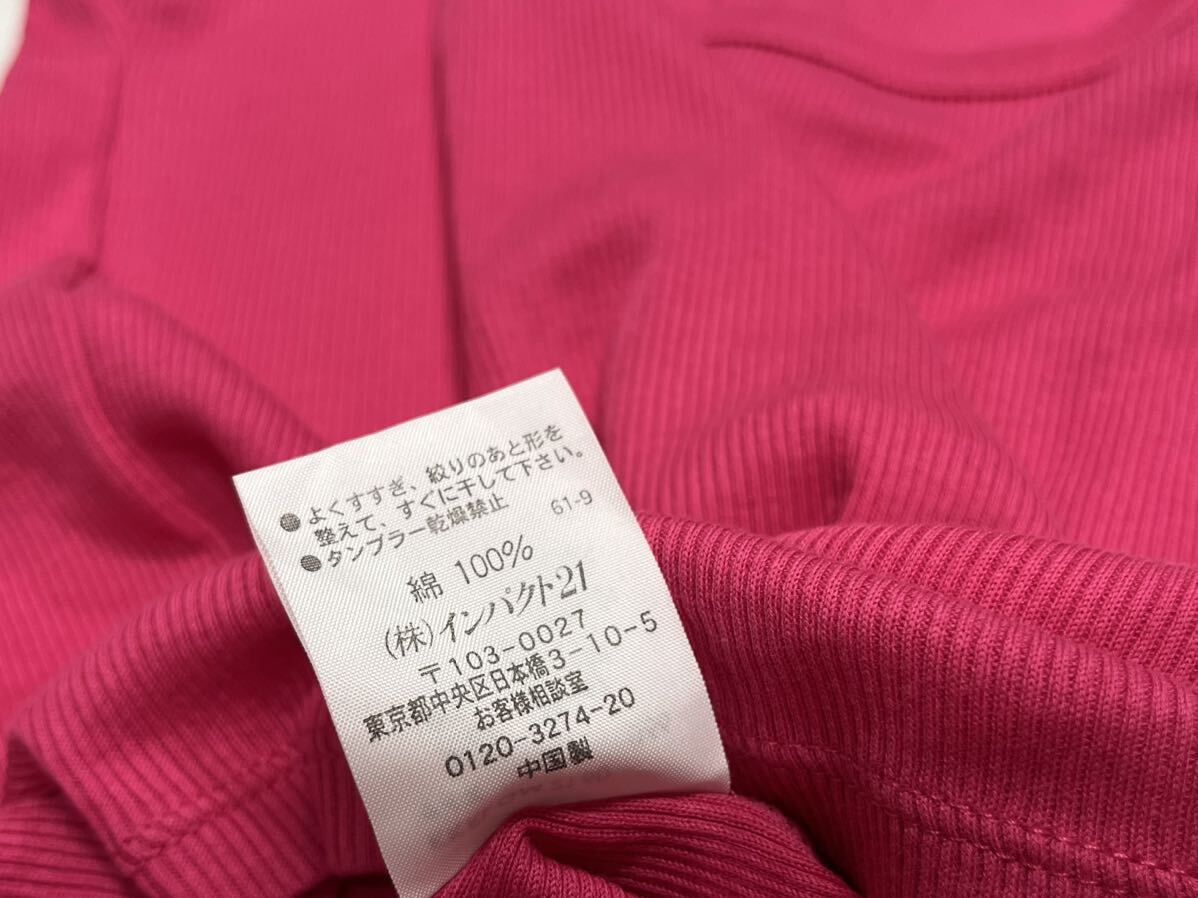 ●よくすすぎ、絞りのあと形を
整えて、すぐに干して下さい。
●タンブラー乾燥禁止 61-9
綿 100%
(株)インパクト21
〒103-0027
東京都中央区日本橋3-10-5
お客様相談室
0120-3274-20
中国製